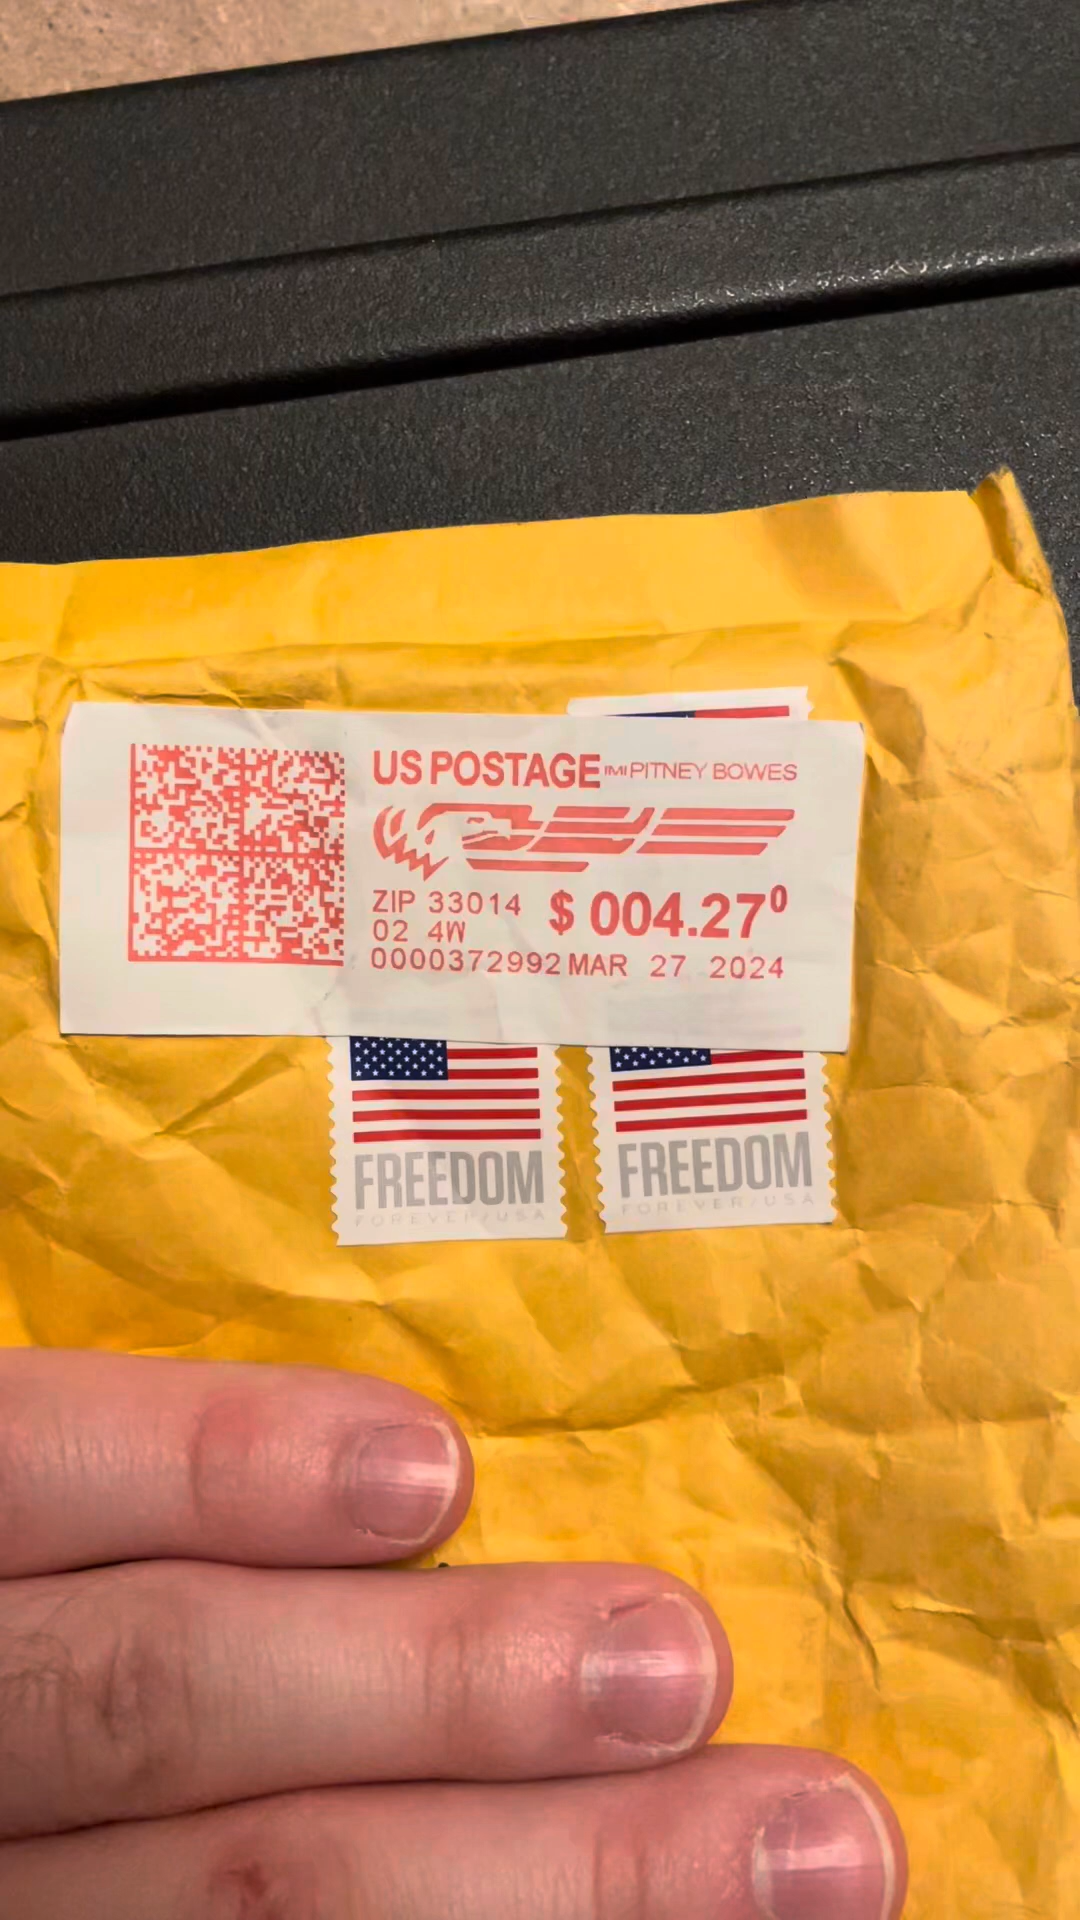 US POSTAGE IMI PITNEY BOWES
ZIP 33014 $ 004.27⁰
02 4W
0000372992 MAR 27 2024
FREEDOM FREEDOM
FOREVER/USA FOREVER/USA